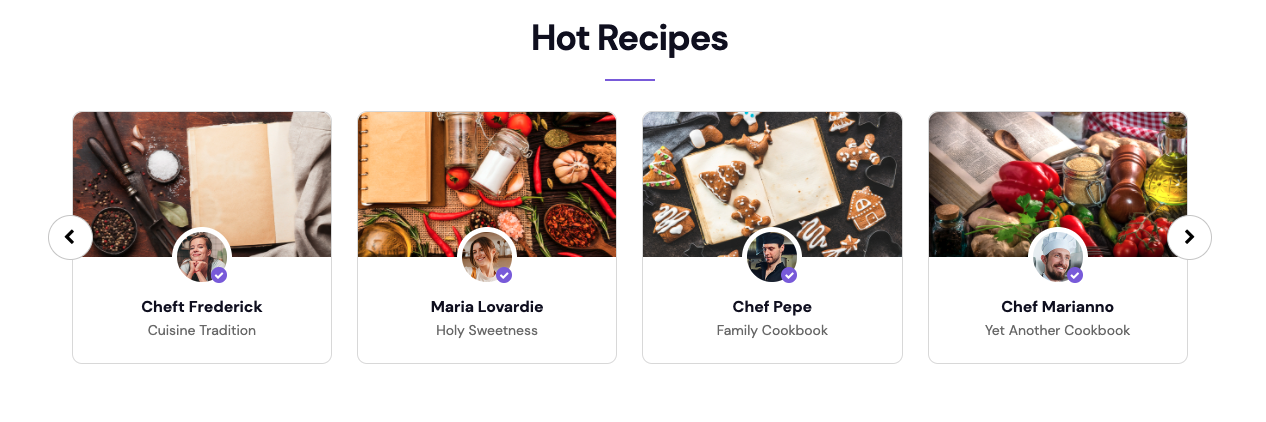 Hot Recipes
Cheft Frederick
Cuisine Tradition
Maria Lovardie
Holy Sweetness
Chef Pepe
Family Cookbook
Chef Marianno
Yet Another Cookbook